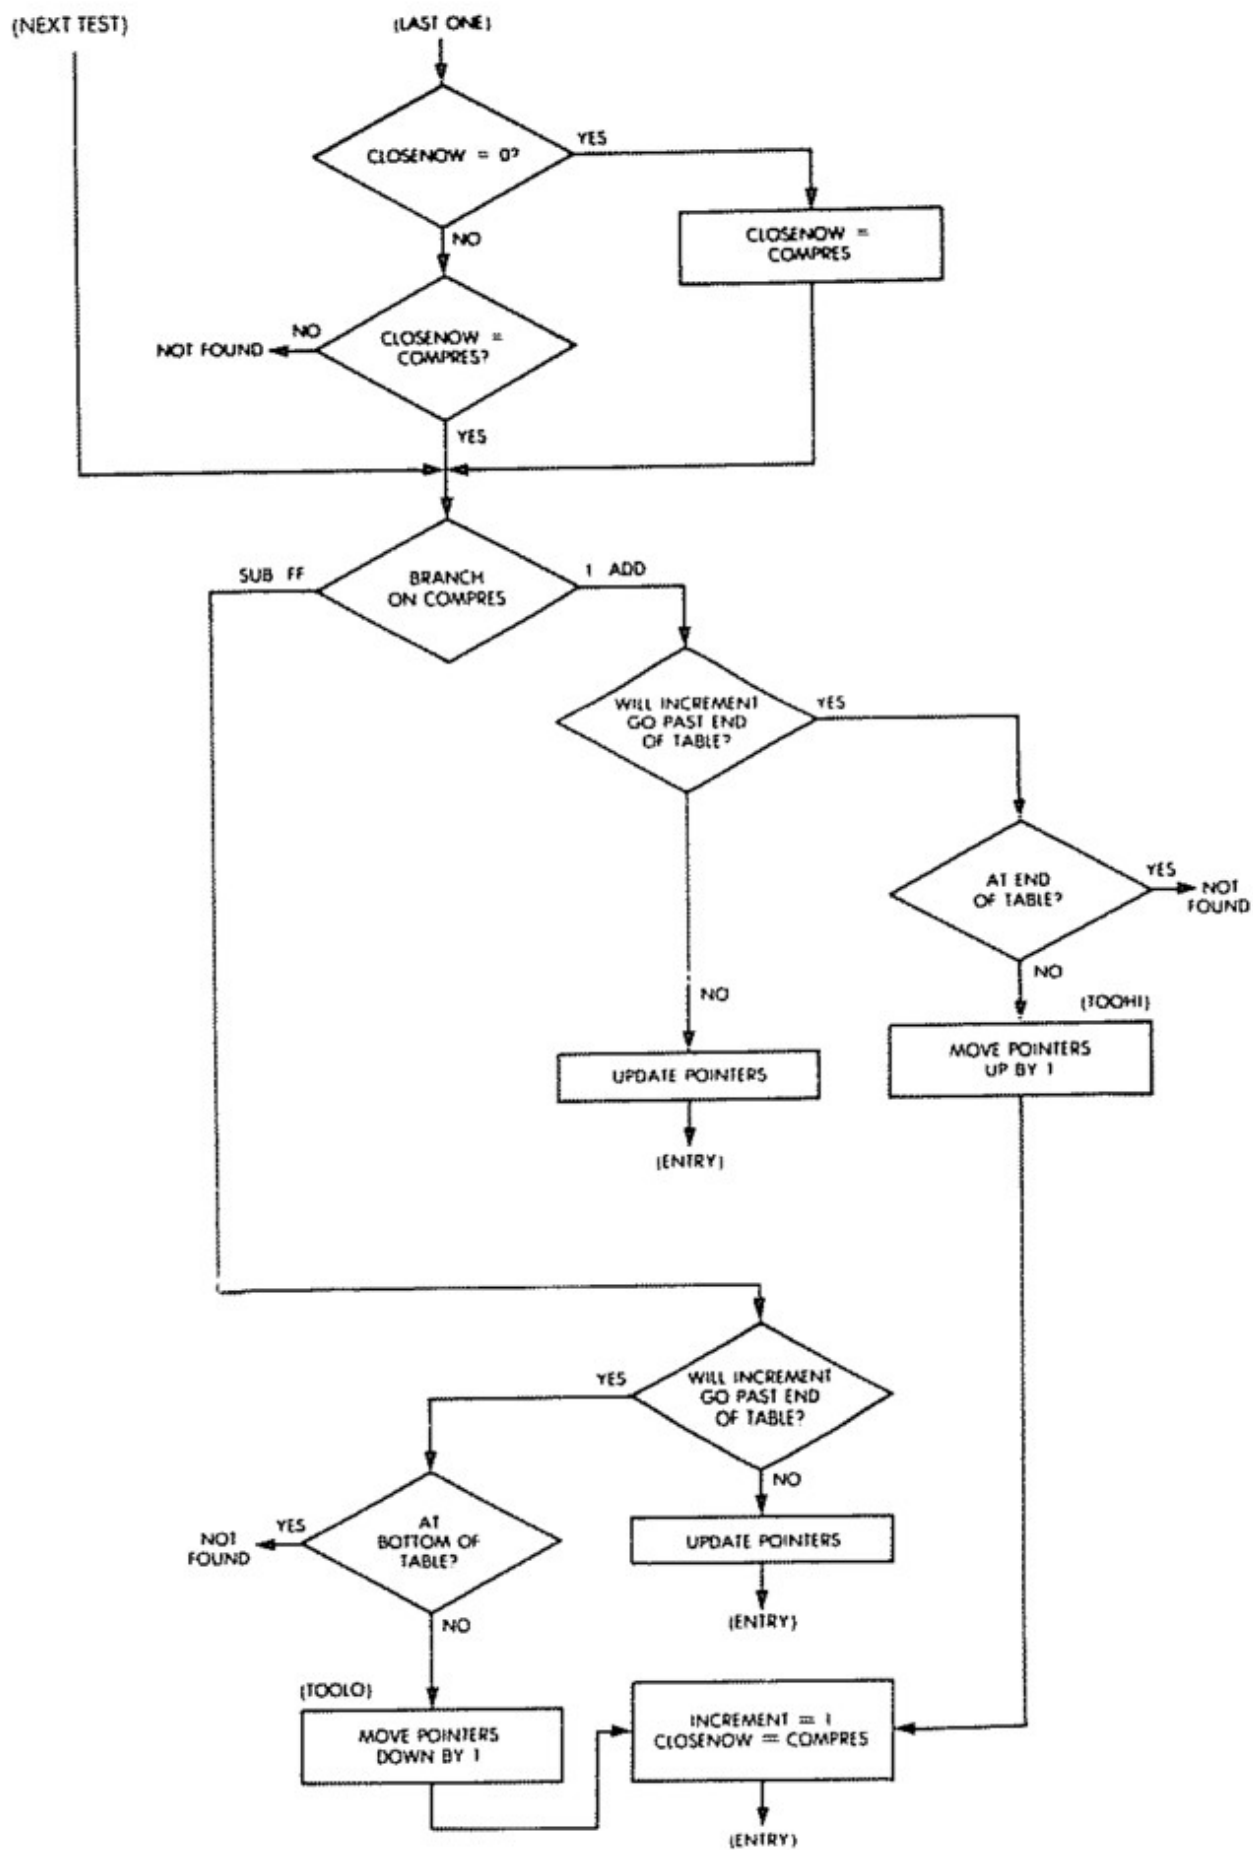 (NEXT TEST)
(LAST ONE)
CLOSENOW = 0?
YES
CLOSENOW =
COMPRES
NO
CLOSENOW =
COMPRES?
NO
NOT FOUND
YES
SUB FF
BRANCH
ON COMPRES
1 ADD
WILL INCREMENT
GO PAST END
OF TABLE?
YES
AT END
OF TABLE?
YES
NOT
FOUND
NO
NO
(TOOHI)
MOVE POINTERS
UP BY 1
UPDATE POINTERS
(ENTRY)
YES
WILL INCREMENT
GO PAST END
OF TABLE?
NO
AT
BOTTOM OF
TABLE?
YES
NOT
FOUND
UPDATE POINTERS
(ENTRY)
NO
(TOOLO)
MOVE POINTERS
DOWN BY 1
INCREMENT = 1
CLOSENOW = COMPRES
(ENTRY)